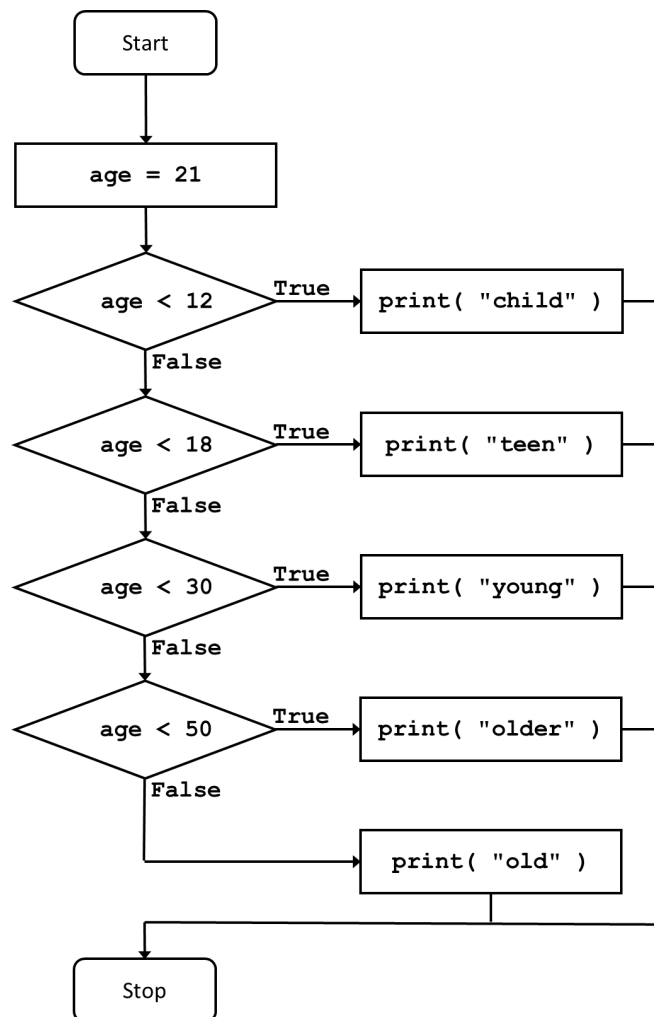 Start
age = 21
age < 12
True
print( "child" )
False
age < 18
True
print( "teen" )
False
age < 30
True
print( "young" )
False
age < 50
True
print( "older" )
False
print( "old" )
Stop